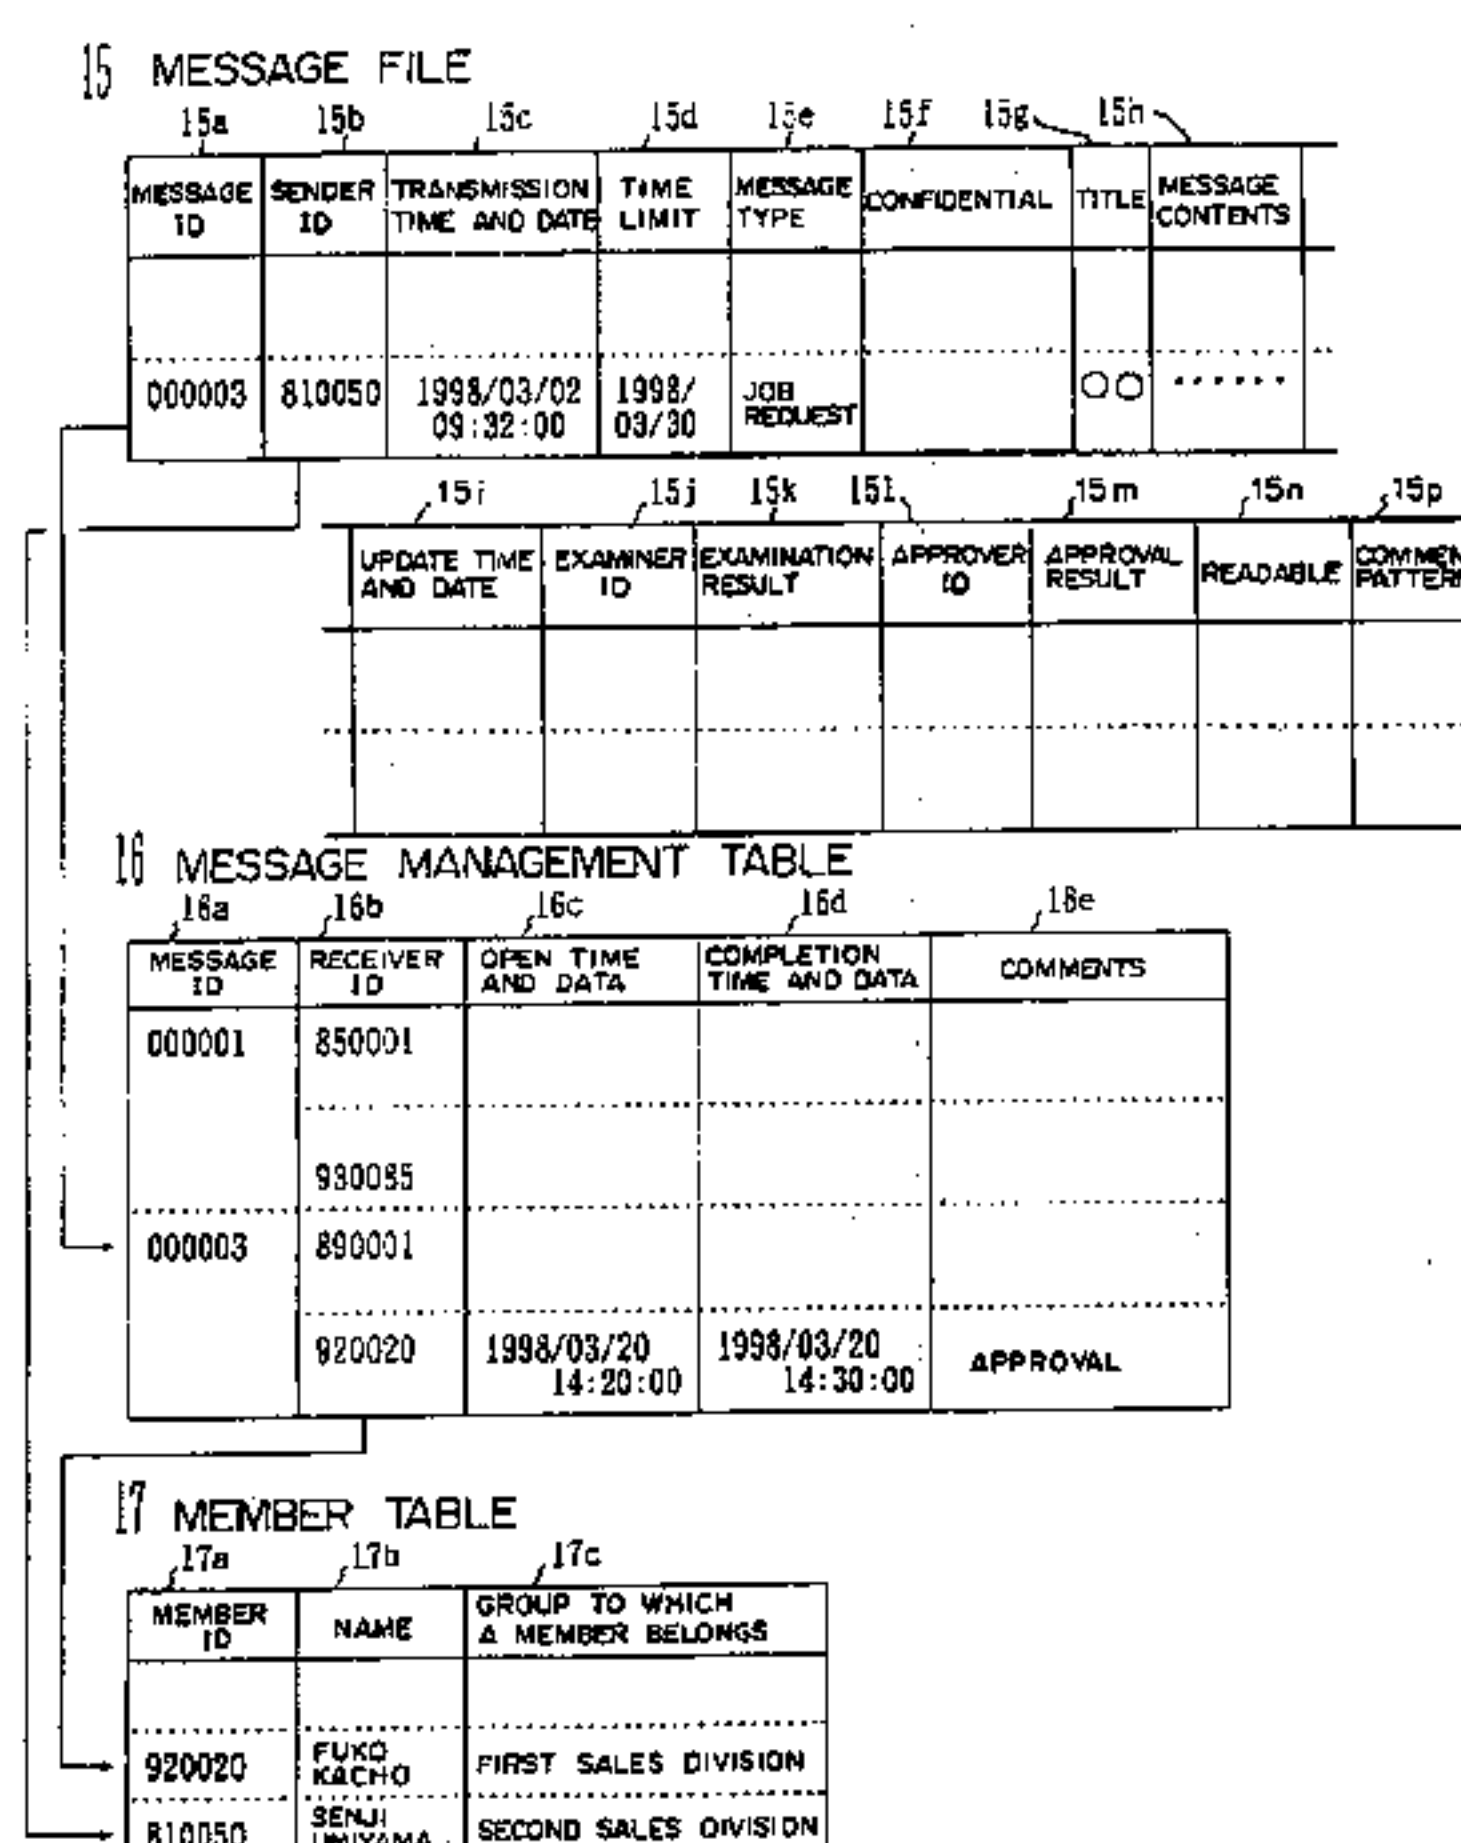 15 MESSAGE FILE
15a 15b 15c 15d 15e 15f 15g 15h
MESSAGE ID
SENDER ID
TRANSMISSION TIME AND DATE
TIME LIMIT
MESSAGE TYPE
CONFIDENTIAL
TITLE
MESSAGE CONTENTS
000003 810050 1998/03/02 09:32:00 1998/03/30 JOB REQUEST ○○ ••••••
15i 15j 15k 15l 15m 15n 15p
UPDATE TIME AND DATE
EXAMINER ID
EXAMINATION RESULT
APPROVER ID
APPROVAL RESULT
READABLE
COMMEN
PATTERN
16 MESSAGE MANAGEMENT TABLE
16a 16b 16c 16d 16e
MESSAGE ID
RECEIVER ID
OPEN TIME AND DATA
COMPLETION TIME AND DATA
COMMENTS
000001 850001
930085
000003 890001
920020 1998/03/20 14:20:00 1998/03/20 14:30:00 APPROVAL
17 MEMBER TABLE
17a 17b 17c
MEMBER ID
NAME
GROUP TO WHICH A MEMBER BELONGS
920020 FUKO KACHO FIRST SALES DIVISION
810050 SENJI UMIYAMA SECOND SALES DIVISION